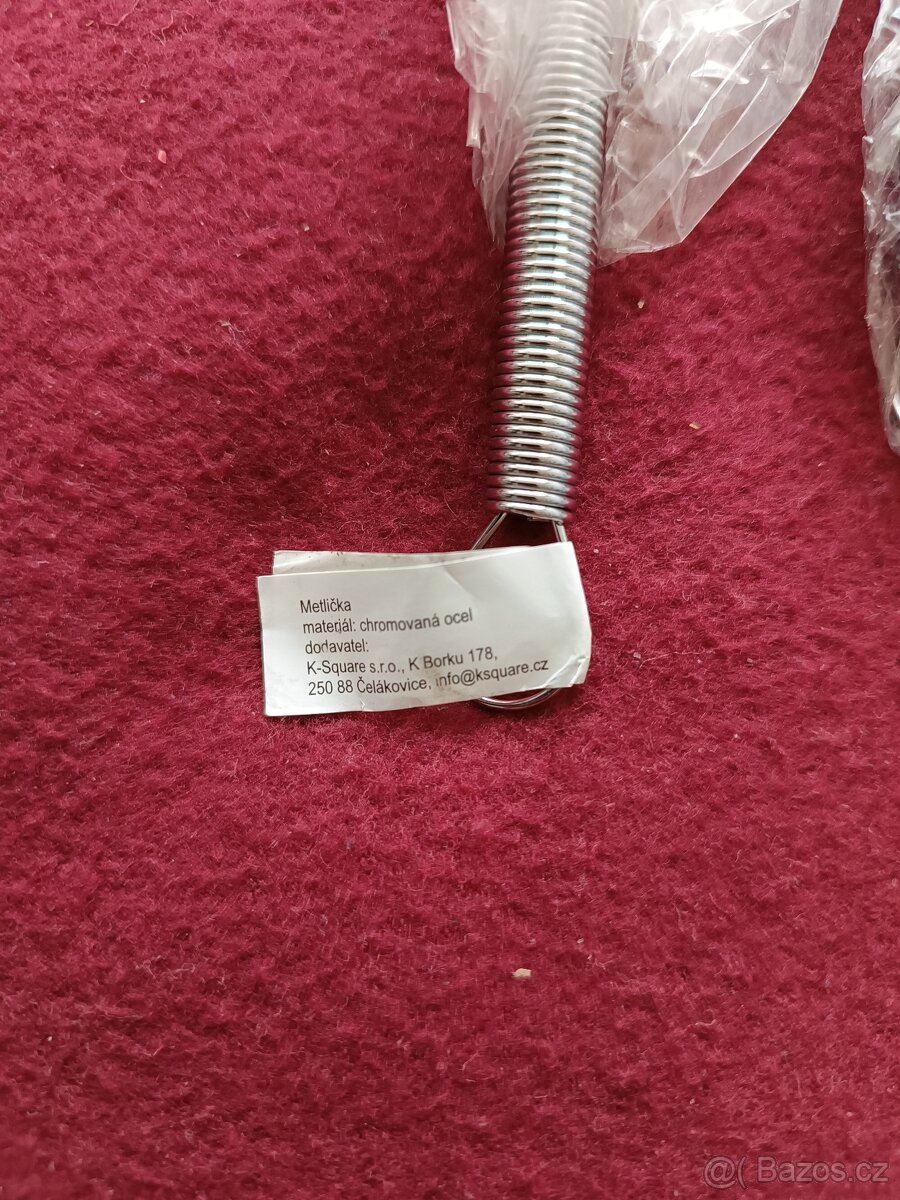 Metlička
materiál: chromovaná ocel
dodavatel:
K-Square s.r.o., K Borku 178,
250 88 Čelákovice, info@ksquare.cz
@( Bazos.cz